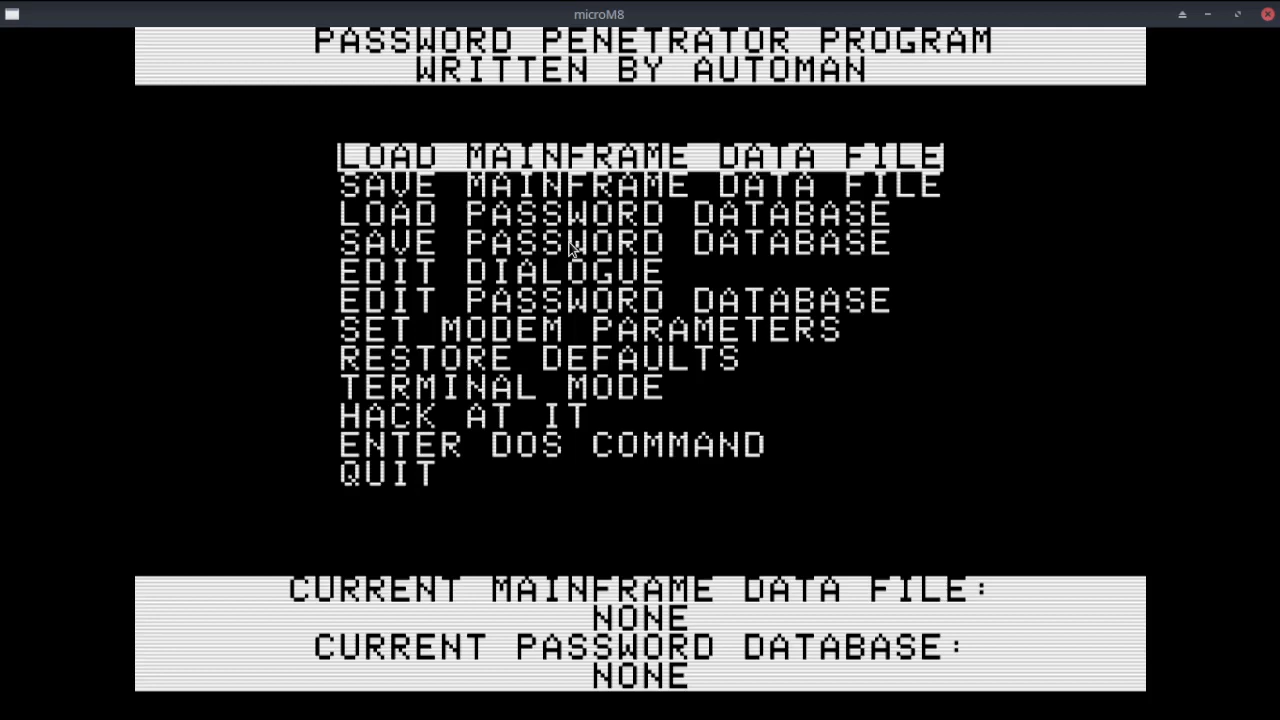 microM8
PASSWORD PENETRATOR PROGRAM
WRITTEN BY AUTOMAN
LOAD MAINFRAME DATA FILE
SAVE MAINFRAME DATA FILE
LOAD PASSWORD DATABASE
SAVE PASSWORD DATABASE
EDIT DIALOGUE
EDIT PASSWORD DATABASE
SET MODEM PARAMETERS
RESTORE DEFAULTS
TERMINAL MODE
HACK AT IT
ENTER DOS COMMAND
QUIT
CURRENT MAINFRAME DATA FILE:
NONE
CURRENT PASSWORD DATABASE:
NONE